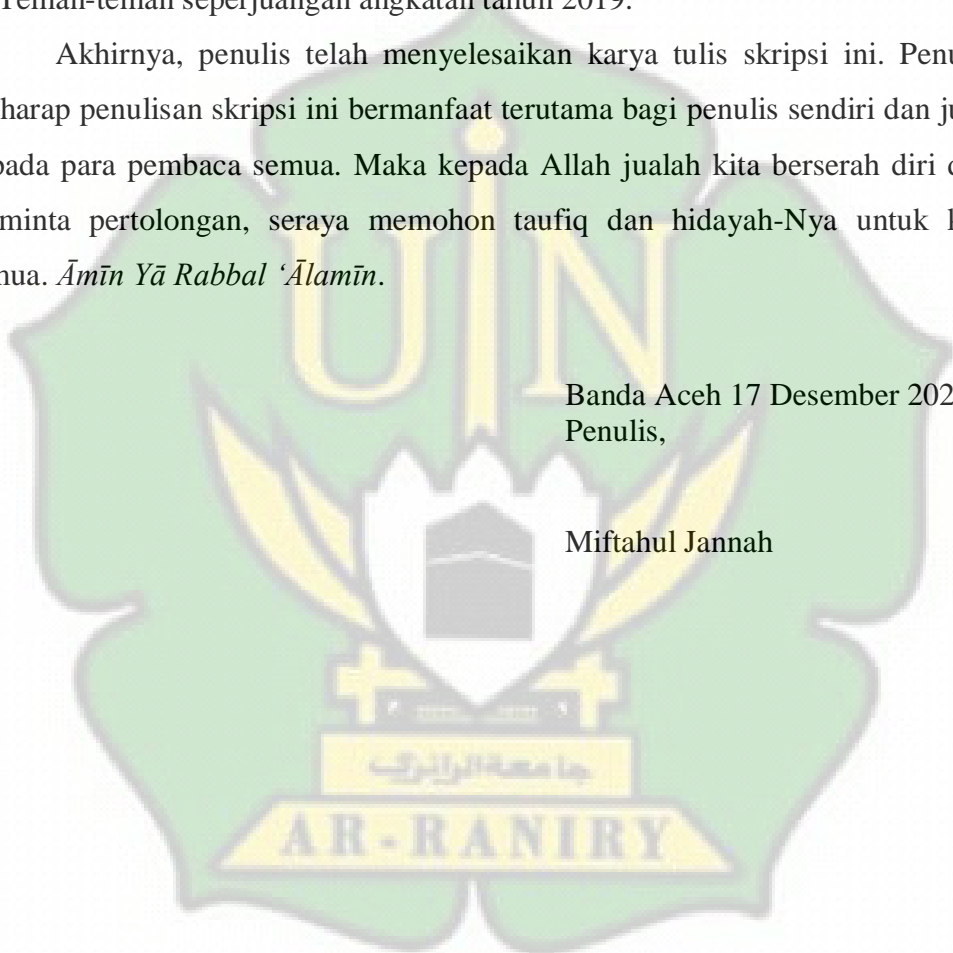 Teman-teman seperjuangan angkatan tahun 2019.
Akhirnya, penulis telah menyelesaikan karya tulis skripsi ini. Penu
harap penulisan skripsi ini bermanfaat terutama bagi penulis sendiri dan ju
pada para pembaca semua. Maka kepada Allah jualah kita berserah diri d
minta pertolongan, seraya memohon taufiq dan hidayah-Nya untuk k
mua. Āmīn Yā Rabbal ‘Ālamīn.
UIN
Banda Aceh 17 Desember 202
Penulis,
Miftahul Jannah
جامعة الرانري
AR-RANIRY